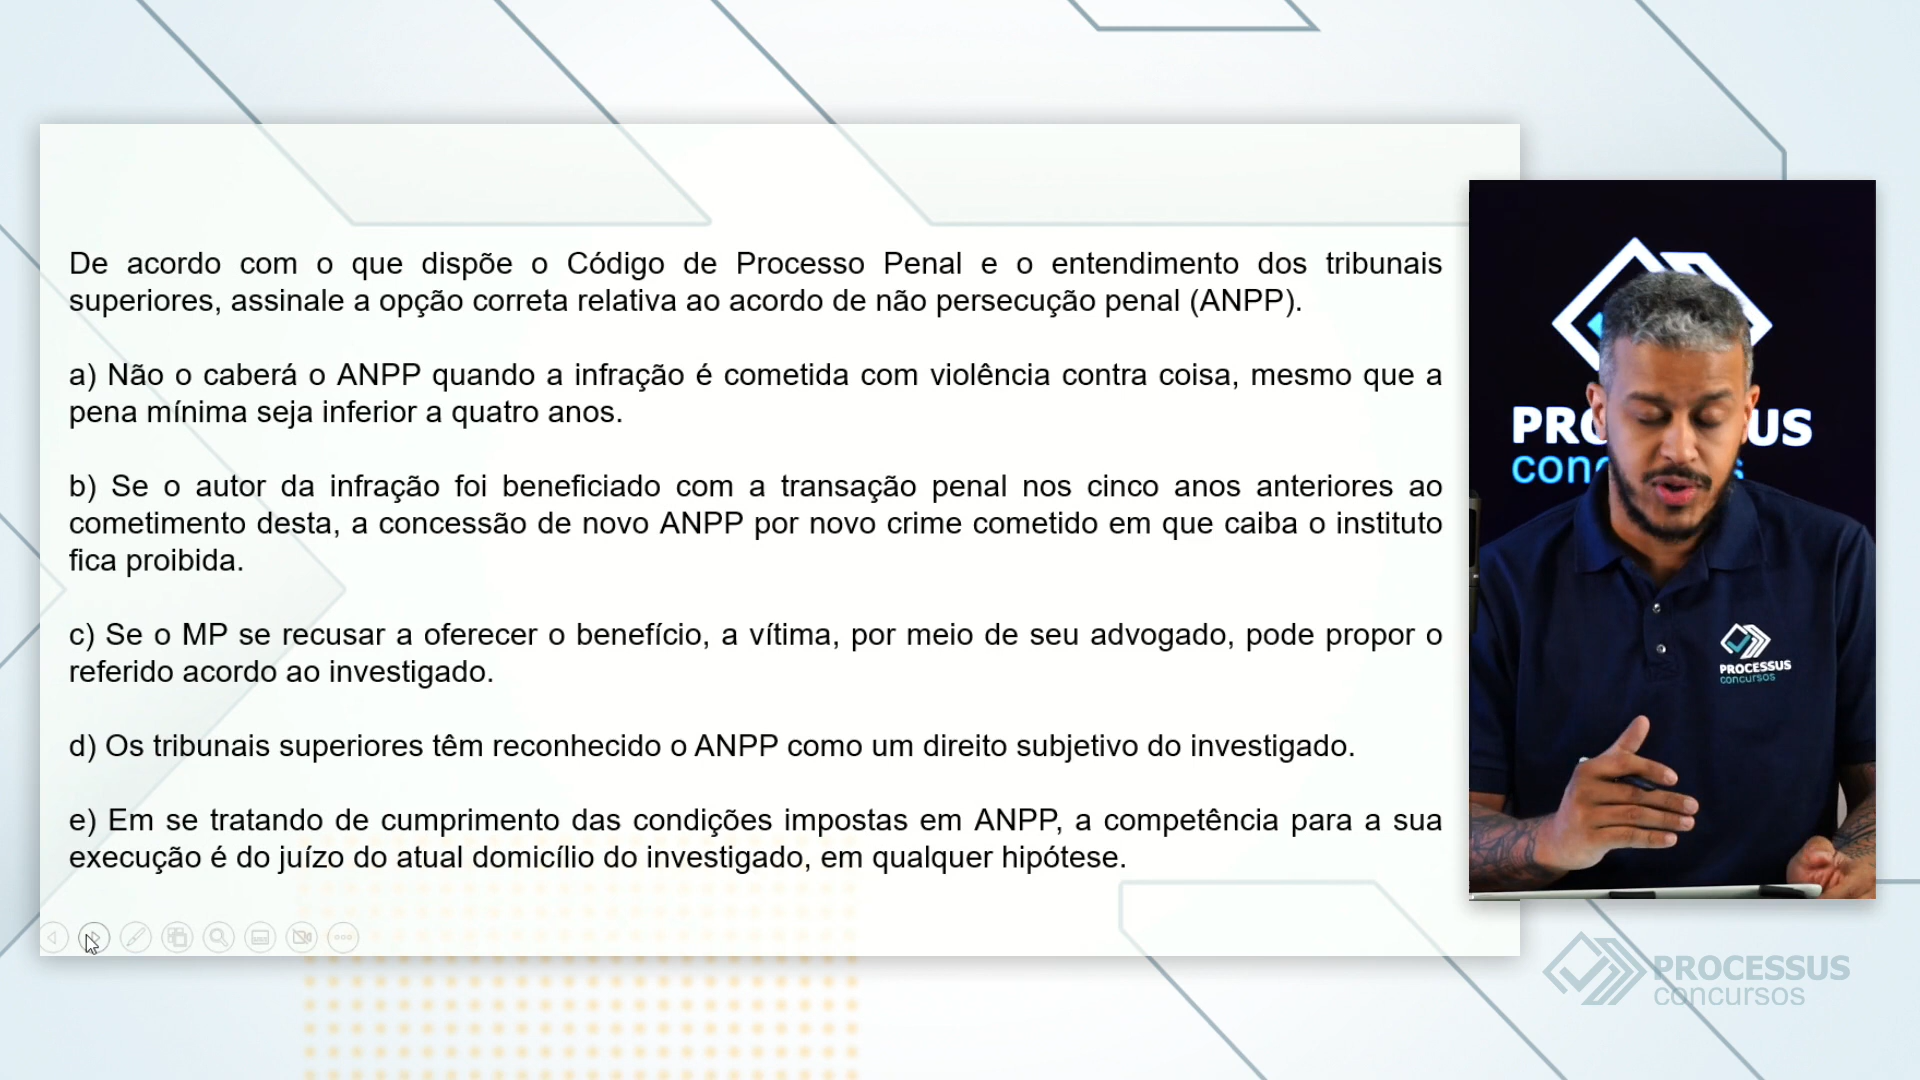 De acordo com o que dispõe o Código de Processo Penal e o entendimento dos tribunais
superiores, assinale a opção correta relativa ao acordo de não persecução penal (ANPP).
a) Não o caberá o ANPP quando a infração é cometida com violência contra coisa, mesmo que a
pena mínima seja inferior a quatro anos.
b) Se o autor da infração foi beneficiado com a transação penal nos cinco anos anteriores ao
cometimento desta, a concessão de novo ANPP por novo crime cometido em que caiba o instituto
fica proibida.
c) Se o MP se recusar a oferecer o benefício, a vítima, por meio de seu advogado, pode propor o
referido acordo ao investigado.
d) Os tribunais superiores têm reconhecido o ANPP como um direito subjetivo do investigado.
e) Em se tratando de cumprimento das condições impostas em ANPP, a competência para a sua
execução é do juízo do atual domicílio do investigado, em qualquer hipótese.
PROCESSUS
concursos
PROCESSUS
concursos